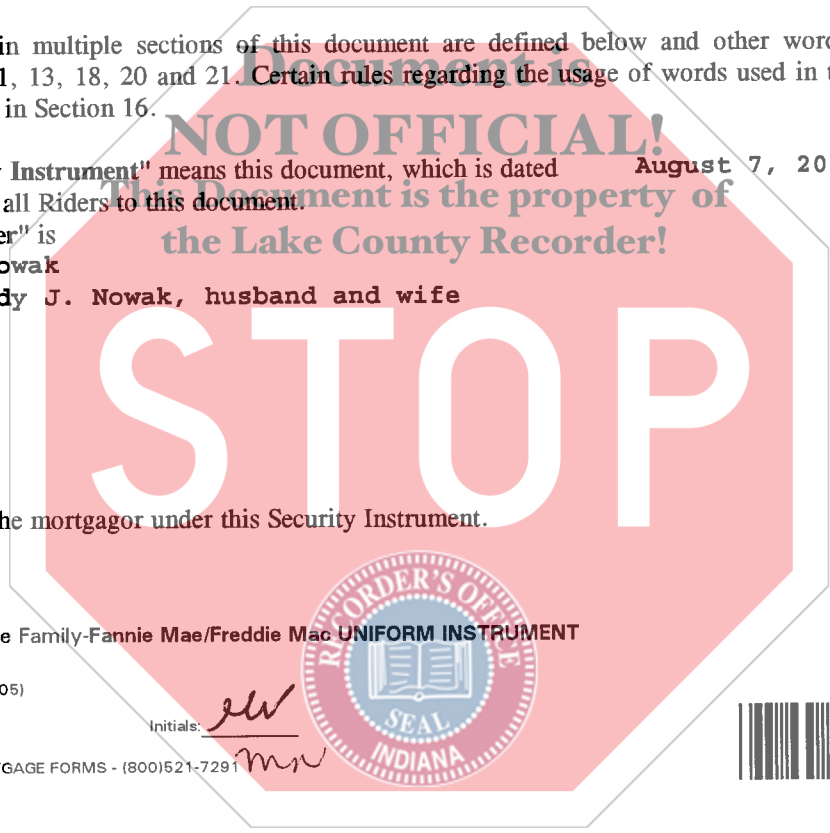 in multiple sections of this document are defined below and other
1, 13, 18, 20 and 21. Certain rules regarding the usage of words used in
in Section 16.
Document is
NOT OFFICIAL!
This Document is the property of
the Lake County Recorder!
Instrument" means this document, which is dated August 7, 20
all Riders to this document.
er" is
owak
dy J. Nowak, husband and wife
STOP
he mortgagor under this Security Instrument.
RECORDER'S OFFICE
SEAL
INDIANA
e Family-Fannie Mae/Freddie Mac UNIFORM INSTRUMENT
05)
Initials:
GAGE FORMS - (800)521-7291 MN